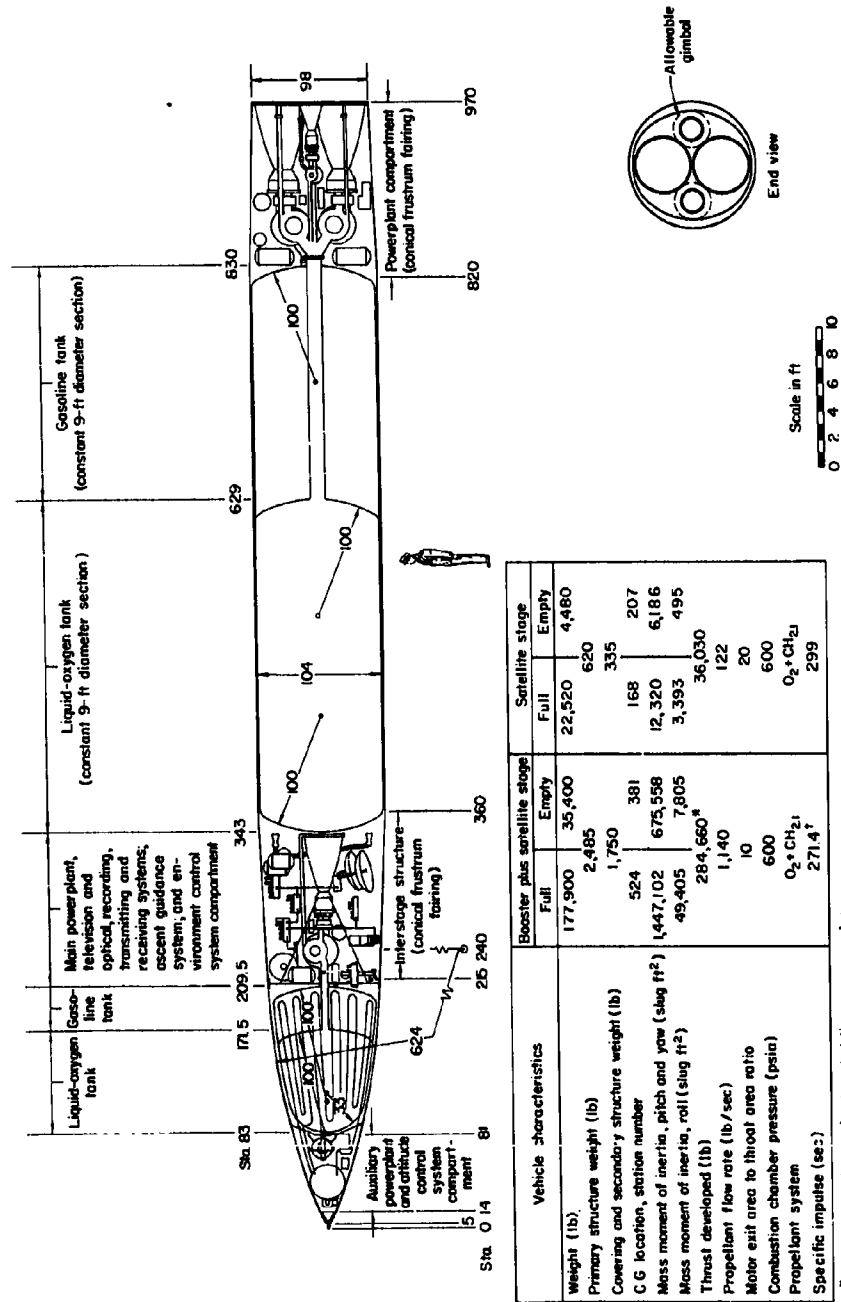 Gasoline tank
(constant 9-ft diameter section)
Liquid-oxygen tank
(constant 9-ft diameter section)
Main powerplant,
television and
optical, recording,
transmitting and
receiving systems;
ascent guidance
system; and en-
vironment control
system compartment
Gaso-
line
tank
Liquid-oxygen
tank
Sta. 83
171.5
209.5
343
629
830
98
104
100
100
100
100
100
33
624
Auxiliary
powerplant
and attitude
control
system compart-
ment
Interstage structure
(conical frustrum
fairing)
Powerplant compartment
(conical frustrum fairing)
Sta. 0
5
14
81
240
360
820
970
Allowable
gimbal
End view
Scale in ft
0 2 4 6 8 10
Vehicle characteristics
Booster plus satellite stage
Satellite stage
Full Empty Full Empty
Weight (lb) 177,900 35,400 22,520 4,480
Primary structure weight (lb) 2,485 620
Covering and secondary structure weight (lb) 1,750 335
C G location, station number 524 381 168 207
Mass moment of inertia, pitch and yaw (slug ft²) 1,447,102 675,558 12,320 6,186
Mass moment of inertia, roll (slug ft²) 49,405 7,805 3,393 495
Thrust developed (lb) 284,660* 36,030
Propellant flow rate (lb/sec) 1,140 122
Motor exit area to throat area ratio 10 20
Combustion chamber pressure (psia) 600 600
Propellant system O₂ + CH₂.₁ O₂ + CH₂.₁
Specific impulse (sec) 271.4† 299